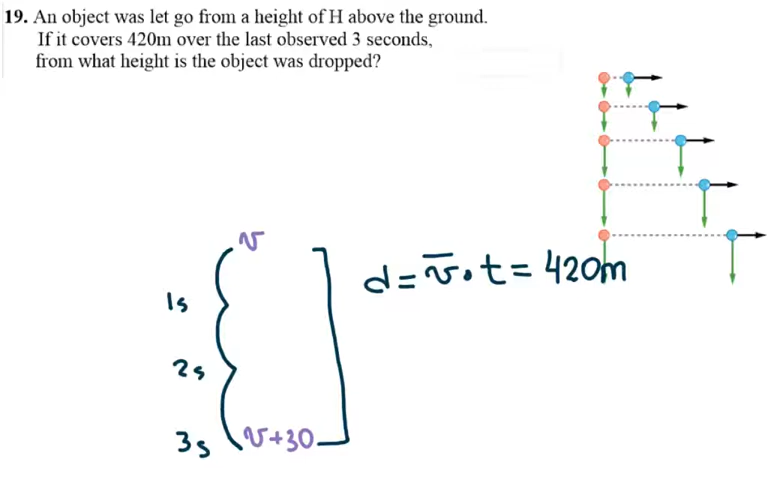 19. An object was let go from a height of H above the ground.
If it covers 420m over the last observed 3 seconds,
from what height is the object was dropped?
v
1s
2s
3s
v+30
d = v̄ . t = 420m